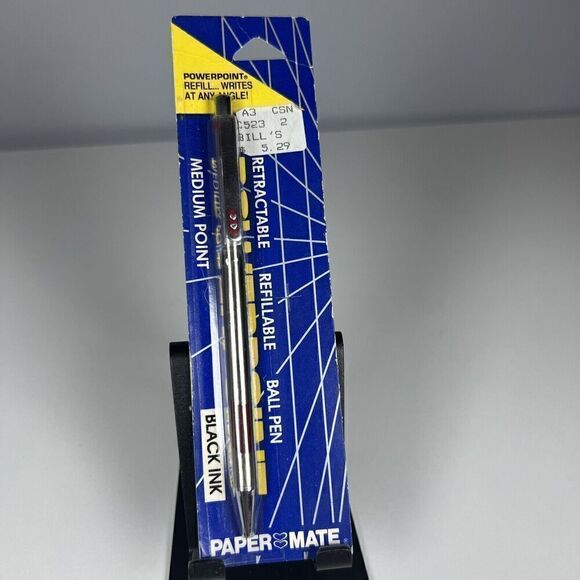 POWERPOINT®
REFILL... WRITES
AT ANY ANGLE!
A3 CSN
C523 2
BILL'S
$ 5.29
RETRACTABLE REFILLABLE BALL PEN
MEDIUM POINT
BLACK INK
PAPER MATE